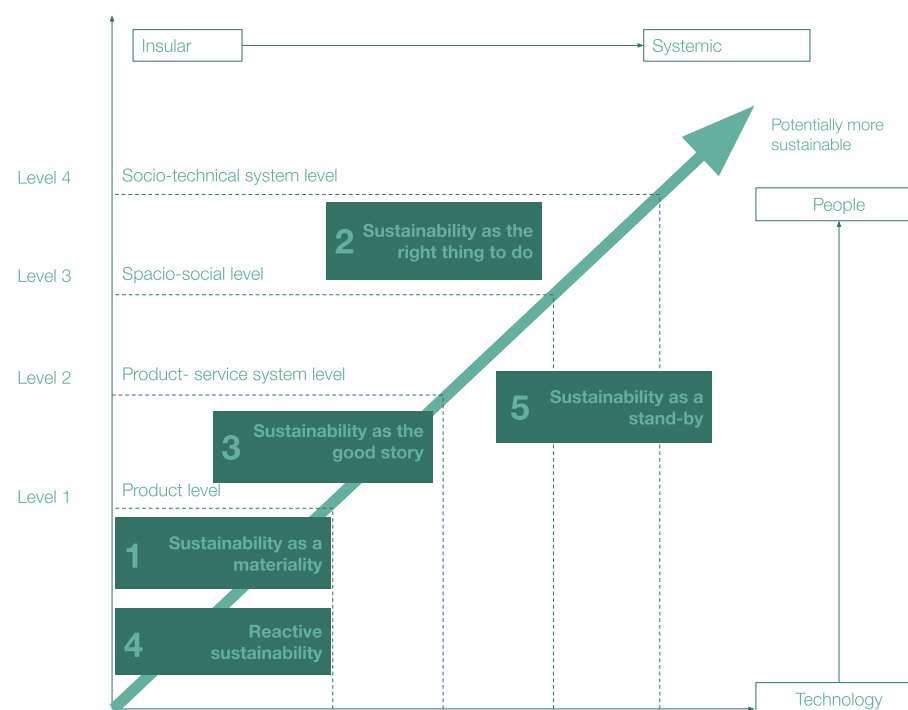 Insular
Systemic
Potentially more
sustainable
Level 4
Socio-technical system level
People
2
Sustainability as the
right thing to do
Level 3
Spacio-social level
Level 2
Product- service system level
5
Sustainability as a
stand-by
3
Sustainability as the
good story
Level 1
Product level
1
Sustainability as a
materiality
4
Reactive
sustainability
Technology